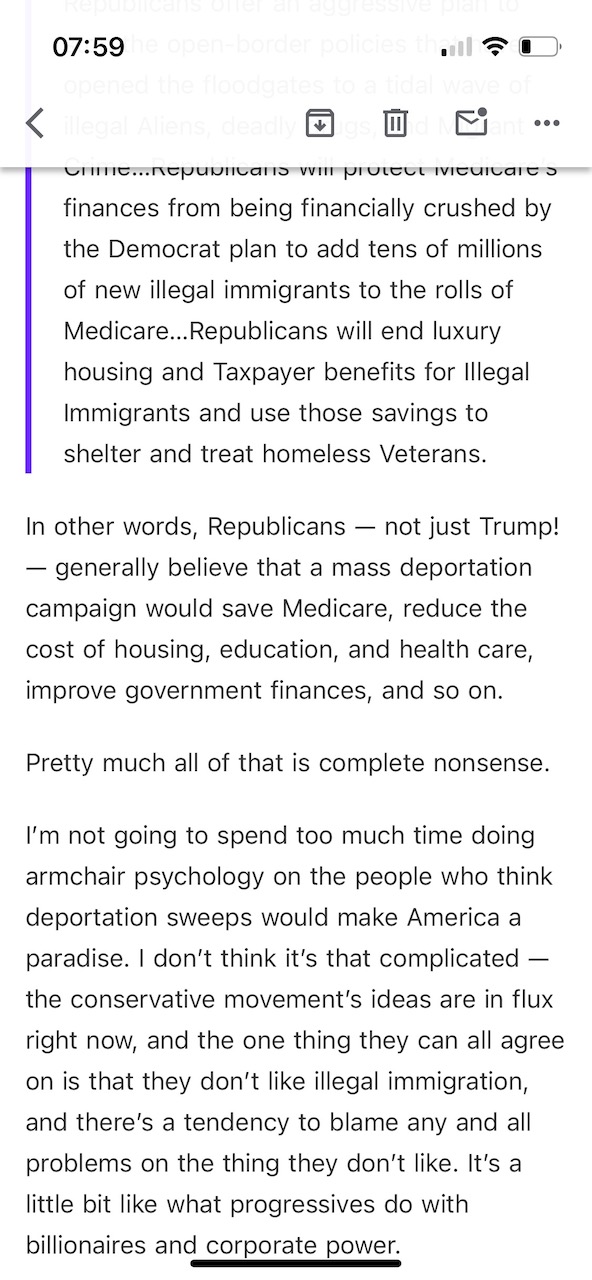 Republicans offer an aggressive plan to
07:59
the open-border policies that
opened the floodgates to a tidal wave of
illegal Aliens, deadly
Crime...Republicans will protect Medicare's
finances from being financially crushed by
the Democrat plan to add tens of millions
of new illegal immigrants to the rolls of
Medicare...Republicans will end luxury
housing and Taxpayer benefits for Illegal
Immigrants and use those savings to
shelter and treat homeless Veterans.
In other words, Republicans — not just Trump!
— generally believe that a mass deportation
campaign would save Medicare, reduce the
cost of housing, education, and health care,
improve government finances, and so on.
Pretty much all of that is complete nonsense.
I’m not going to spend too much time doing
armchair psychology on the people who think
deportation sweeps would make America a
paradise. I don’t think it’s that complicated —
the conservative movement’s ideas are in flux
right now, and the one thing they can all agree
on is that they don’t like illegal immigration,
and there’s a tendency to blame any and all
problems on the thing they don’t like. It’s a
little bit like what progressives do with
billionaires and corporate power.